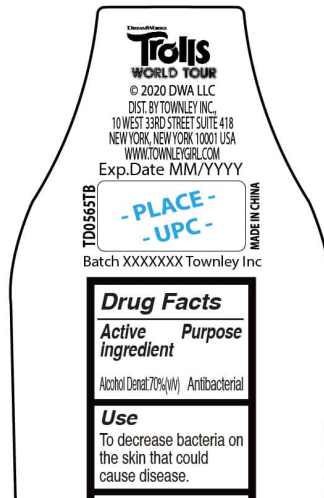 DREAMWORKS
Trolls
WORLD TOUR
© 2020 DWA LLC
DIST. BY TOWNLEY INC.,
10 WEST 33RD STREET SUITE 418
NEW YORK, NEW YORK 10001 USA
WWW.TOWNLEYGIRL.COM
Exp.Date MM/YYYY
TD0565TB
- PLACE -
- UPC -
MADE IN CHINA
Batch XXXXXXX Townley Inc
Drug Facts
Active Purpose
ingredient
Alcohol Denat:70%(v/v) Antibacterial
Use
To decrease bacteria on
the skin that could
cause disease.